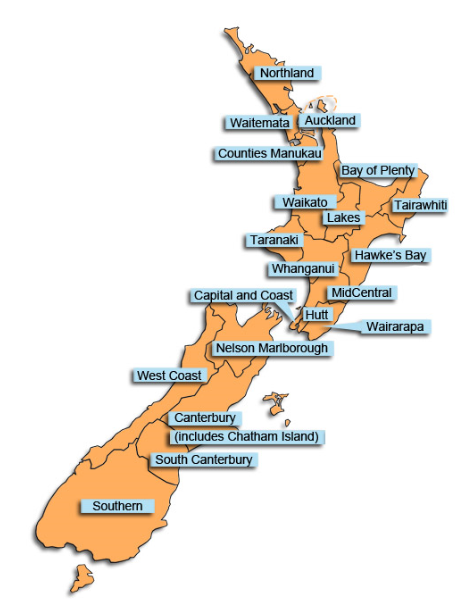 Northland
Waitemata
Auckland
Counties Manukau
Bay of Plenty
Waikato
Tairawhiti
Lakes
Taranaki
Hawke's Bay
Whanganui
MidCentral
Capital and Coast
Hutt
Wairarapa
Nelson Marlborough
West Coast
Canterbury
(includes Chatham Island)
South Canterbury
Southern